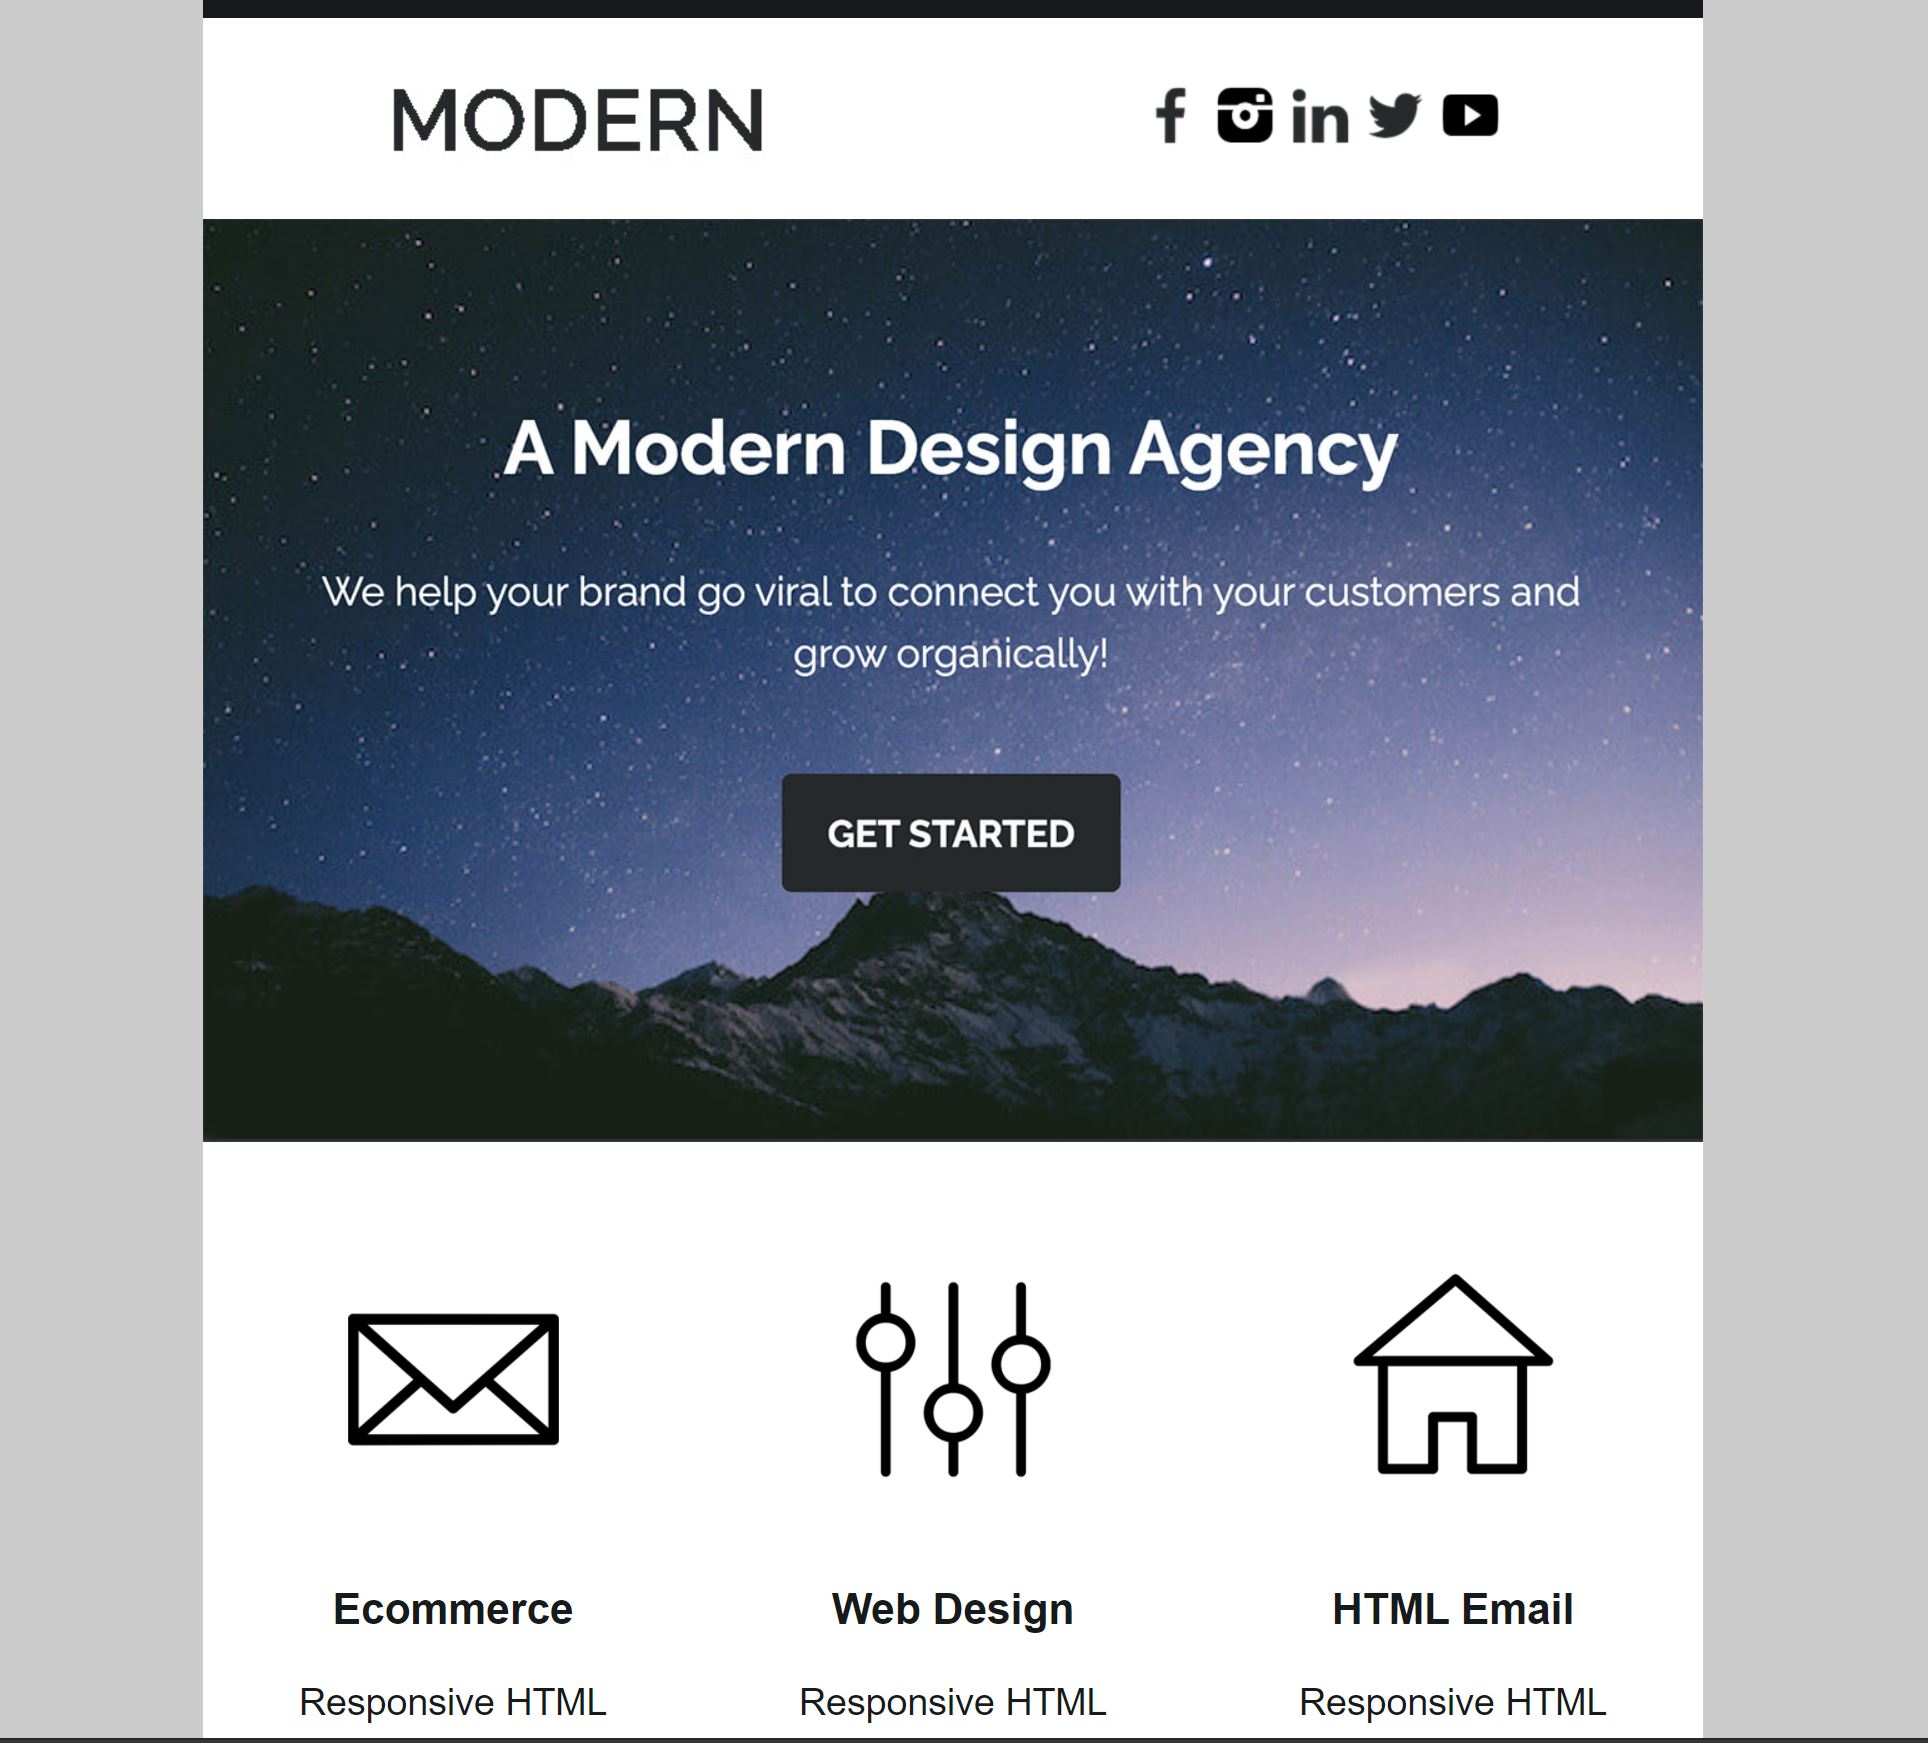 MODERN
A Modern Design Agency
We help your brand go viral to connect you with your customers and
grow organically!
GET STARTED
Ecommerce
Web Design
HTML Email
Responsive HTML
Responsive HTML
Responsive HTML